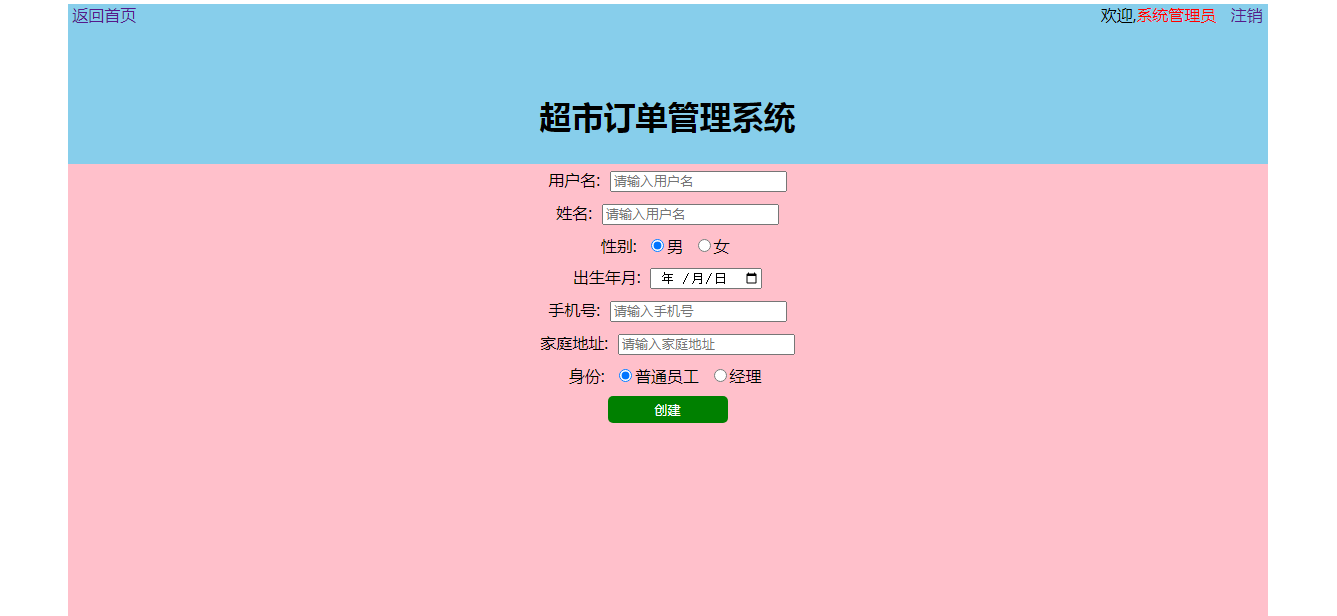 返回首页 欢迎,系统管理员 注销
超市订单管理系统
用户名: 请输入用户名
姓名: 请输入用户名
性别: 男 女
出生年月: 年 /月/日
手机号: 请输入手机号
家庭地址: 请输入家庭地址
身份: 普通员工 经理
创建